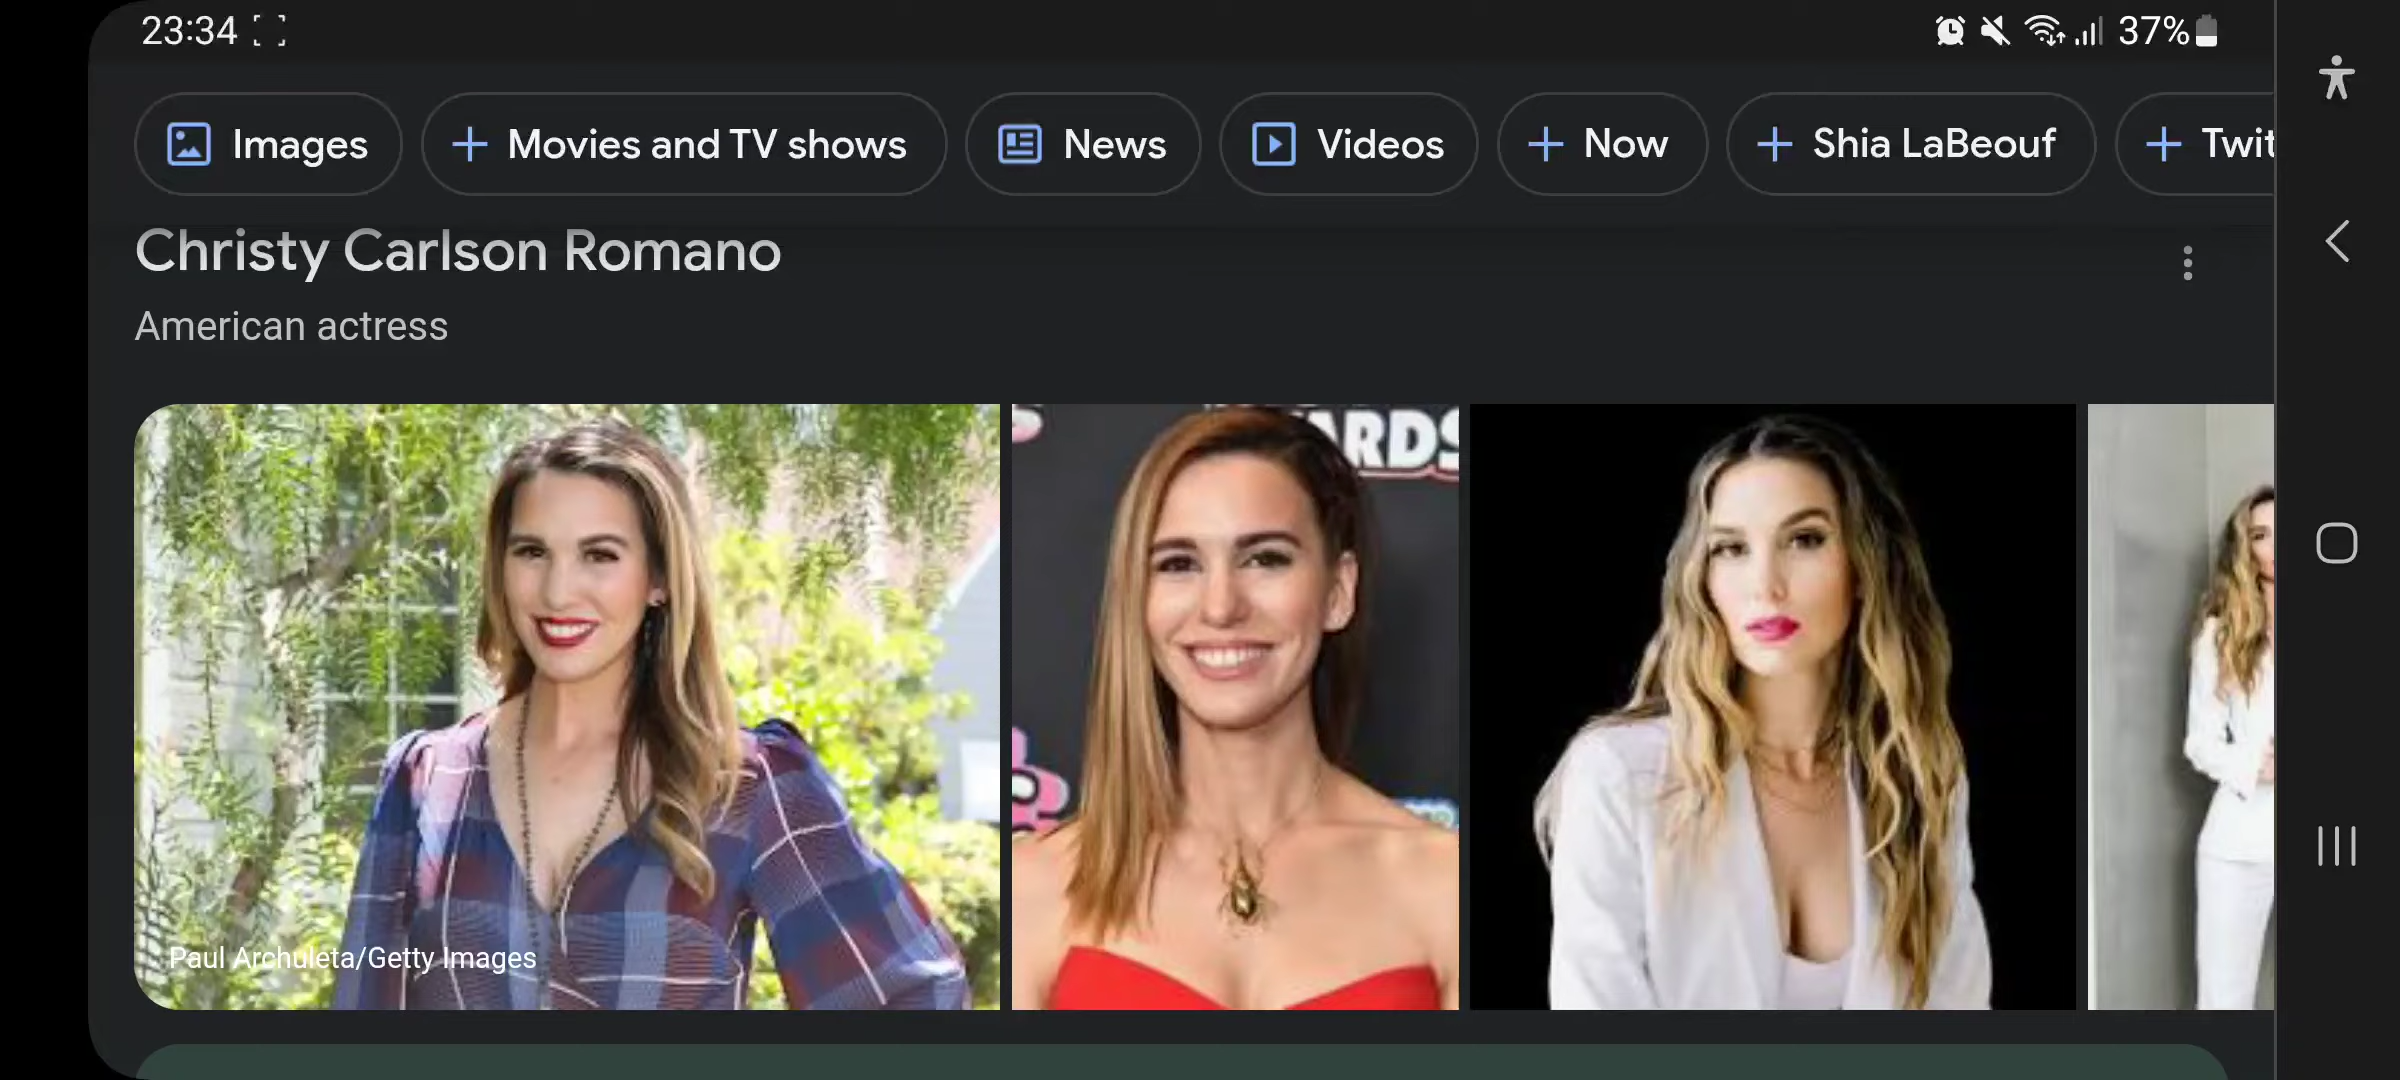 23:34 37%
Images Movies and TV shows News Videos Now Shia LaBeouf Twit
Christy Carlson Romano
American actress
ARDS
Paul Archuleta/Getty Images